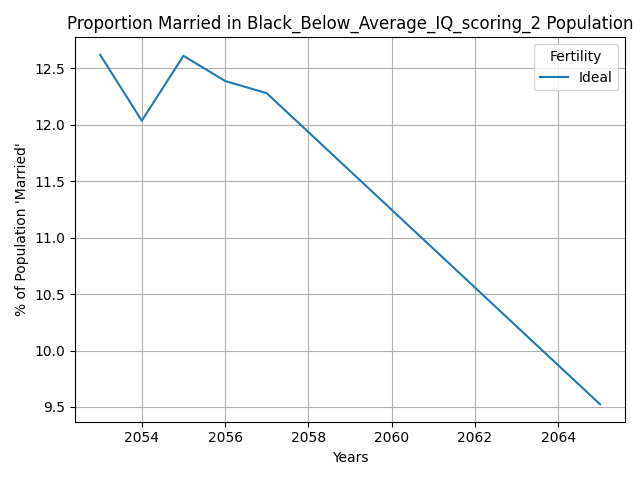 Proportion Married in Black_Below_Average_IQ_scoring_2 Population
Fertility
Ideal
% of Population 'Married'
12.5
12.0
11.5
11.0
10.5
10.0
9.5
2054 2056 2058 2060 2062 2064
Years